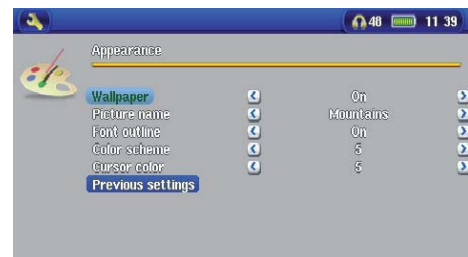 48 11 39
Appearance
Wallpaper On
Picture name Mountains
Font outline On
Color scheme 5
Cursor color 5
Previous settings